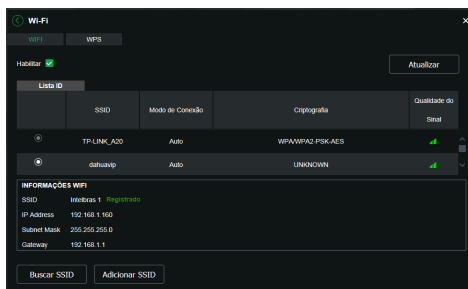 Wi-Fi
WIFI WPS
Habilitar
Atualizar
Lista ID
SSID Modo de Conexão Criptografia Qualidade do Sinal
TP-LINK_A20 Auto WPA/WPA2-PSK-AES
dahuavip Auto UNKNOWN
INFORMAÇÕES WIFI
SSID Intelbras 1 Registrado
IP Address 192.168.1.160
Subnet Mask 255.255.255.0
Gateway 192.168.1.1
Buscar SSID Adicionar SSID